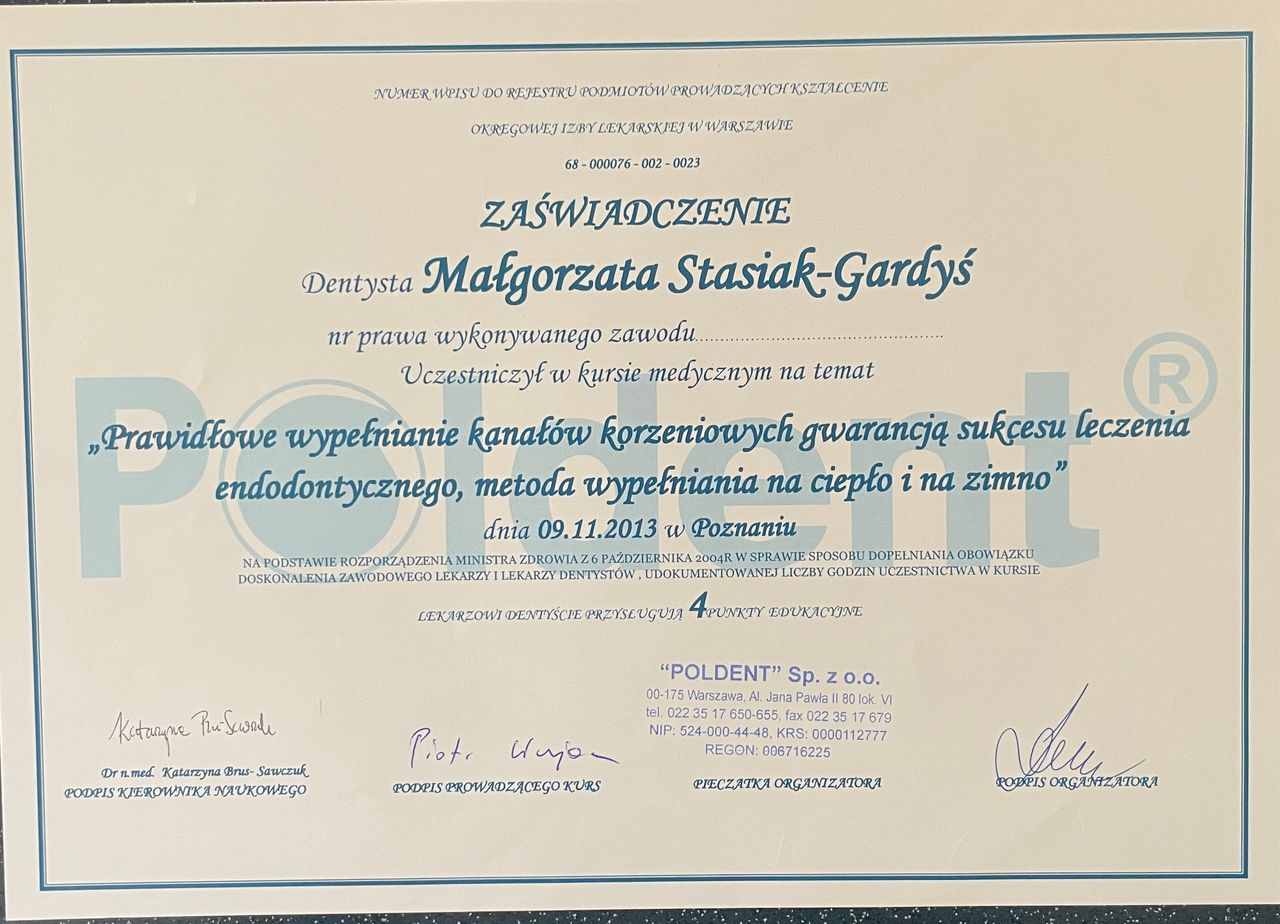 NUMER WPISU DO REJESTRU PODMIOTÓW PROWADZĄCYCH KSZTAŁCENIE
OKRĘGOWEJ IZBY LEKARSKIEJ W WARSZAWIE
68 - 000076 - 002 - 0023
ZAŚWIADCZENIE
Dentysta Małgorzata Stasiak-Gardyś
nr prawa wykonywanego zawodu..................................................
Uczestniczył w kursie medycznym na temat
Poldent®
„Prawidłowe wypełnianie kanałów korzeniowych gwarancją sukcesu leczenia
endodontycznego, metoda wypełniania na ciepło i na zimno”
dnia 09.11.2013 w Poznaniu
NA PODSTAWIE ROZPORZĄDZENIA MINISTRA ZDROWIA Z 6 PAŹDZIERNIKA 2004R W SPRAWIE SPOSOBU DOPEŁNIANIA OBOWIĄZKU
DOSKONALENIA ZAWODOWEGO LEKARZY I LEKARZY DENTYSTÓW , UDOKUMENTOWANEJ LICZBY GODZIN UCZESTNICTWA W KURSIE
LEKARZOWI DENTYŚCIE PRZYSŁUGUJĄ 4 PUNKTY EDUKACYJNE
“POLDENT” Sp. z o.o.
00-175 Warszawa, Al. Jana Pawła II 80 lok. VI
tel. 022 35 17 650-655, fax 022 35 17 679
NIP: 524-000-44-48, KRS: 0000112777
REGON: 006716225
Katarzyna Brus-Sawczuk
Piotr
Dr n.med. Katarzyna Brus- Sawczuk
PODPIS KIEROWNIKA NAUKOWEGO
PODPIS PROWADZĄCEGO KURS
PIECZATKA ORGANIZATORA
PODPIS ORGANIZATORA